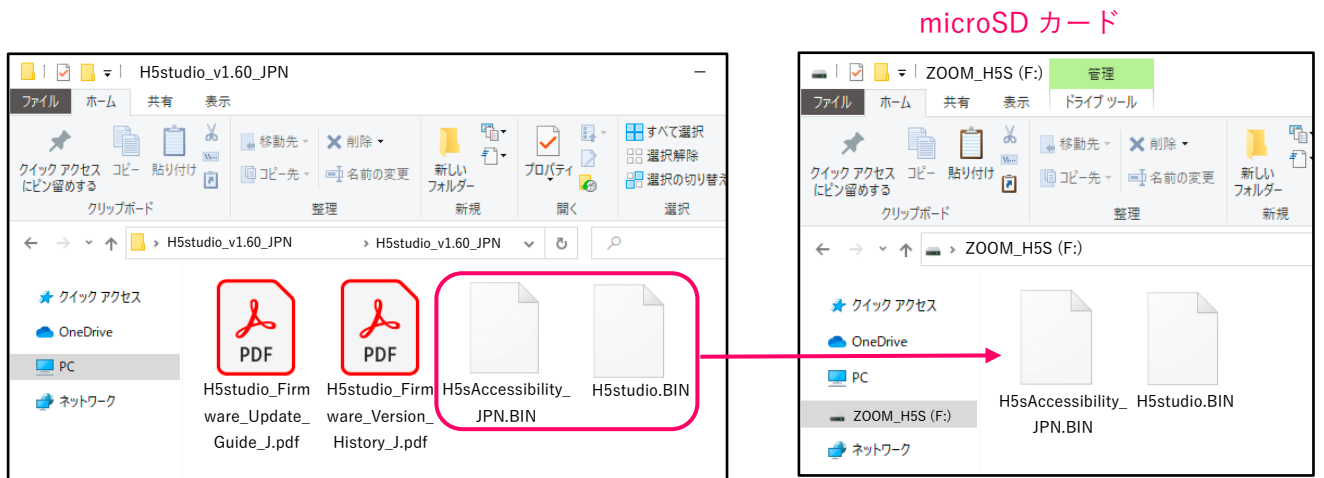 microSD カード
H5studio_v1.60_JPN
ファイル ホーム 共有 表示
クイック アクセス
にピン留めする
コピー
貼り付け
移動先
コピー先
削除
名前の変更
新しい
フォルダー
プロパティ
すべて選択
選択解除
選択の切り替え
クリップボード 整理 新規 開く 選択
H5studio_v1.60_JPN > H5studio_v1.60_JPN
クイック アクセス
OneDrive
PC
ネットワーク
PDF
H5studio_Firm
ware_Update_
Guide_J.pdf
PDF
H5studio_Firm
ware_Version_
History_J.pdf
H5sAccessibility_
JPN.BIN
H5studio.BIN
ZOOM_H5S (F:)
管理
ファイル ホーム 共有 表示 ドライブ ツール
クイック アクセス
にピン留めする
コピー
貼り付け
移動先
コピー先
削除
名前の変更
新しい
フォルダー
クリップボード 整理 新規
> ZOOM_H5S (F:)
クイック アクセス
OneDrive
PC
ZOOM_H5S (F:)
ネットワーク
H5sAccessibility_
JPN.BIN
H5studio.BIN